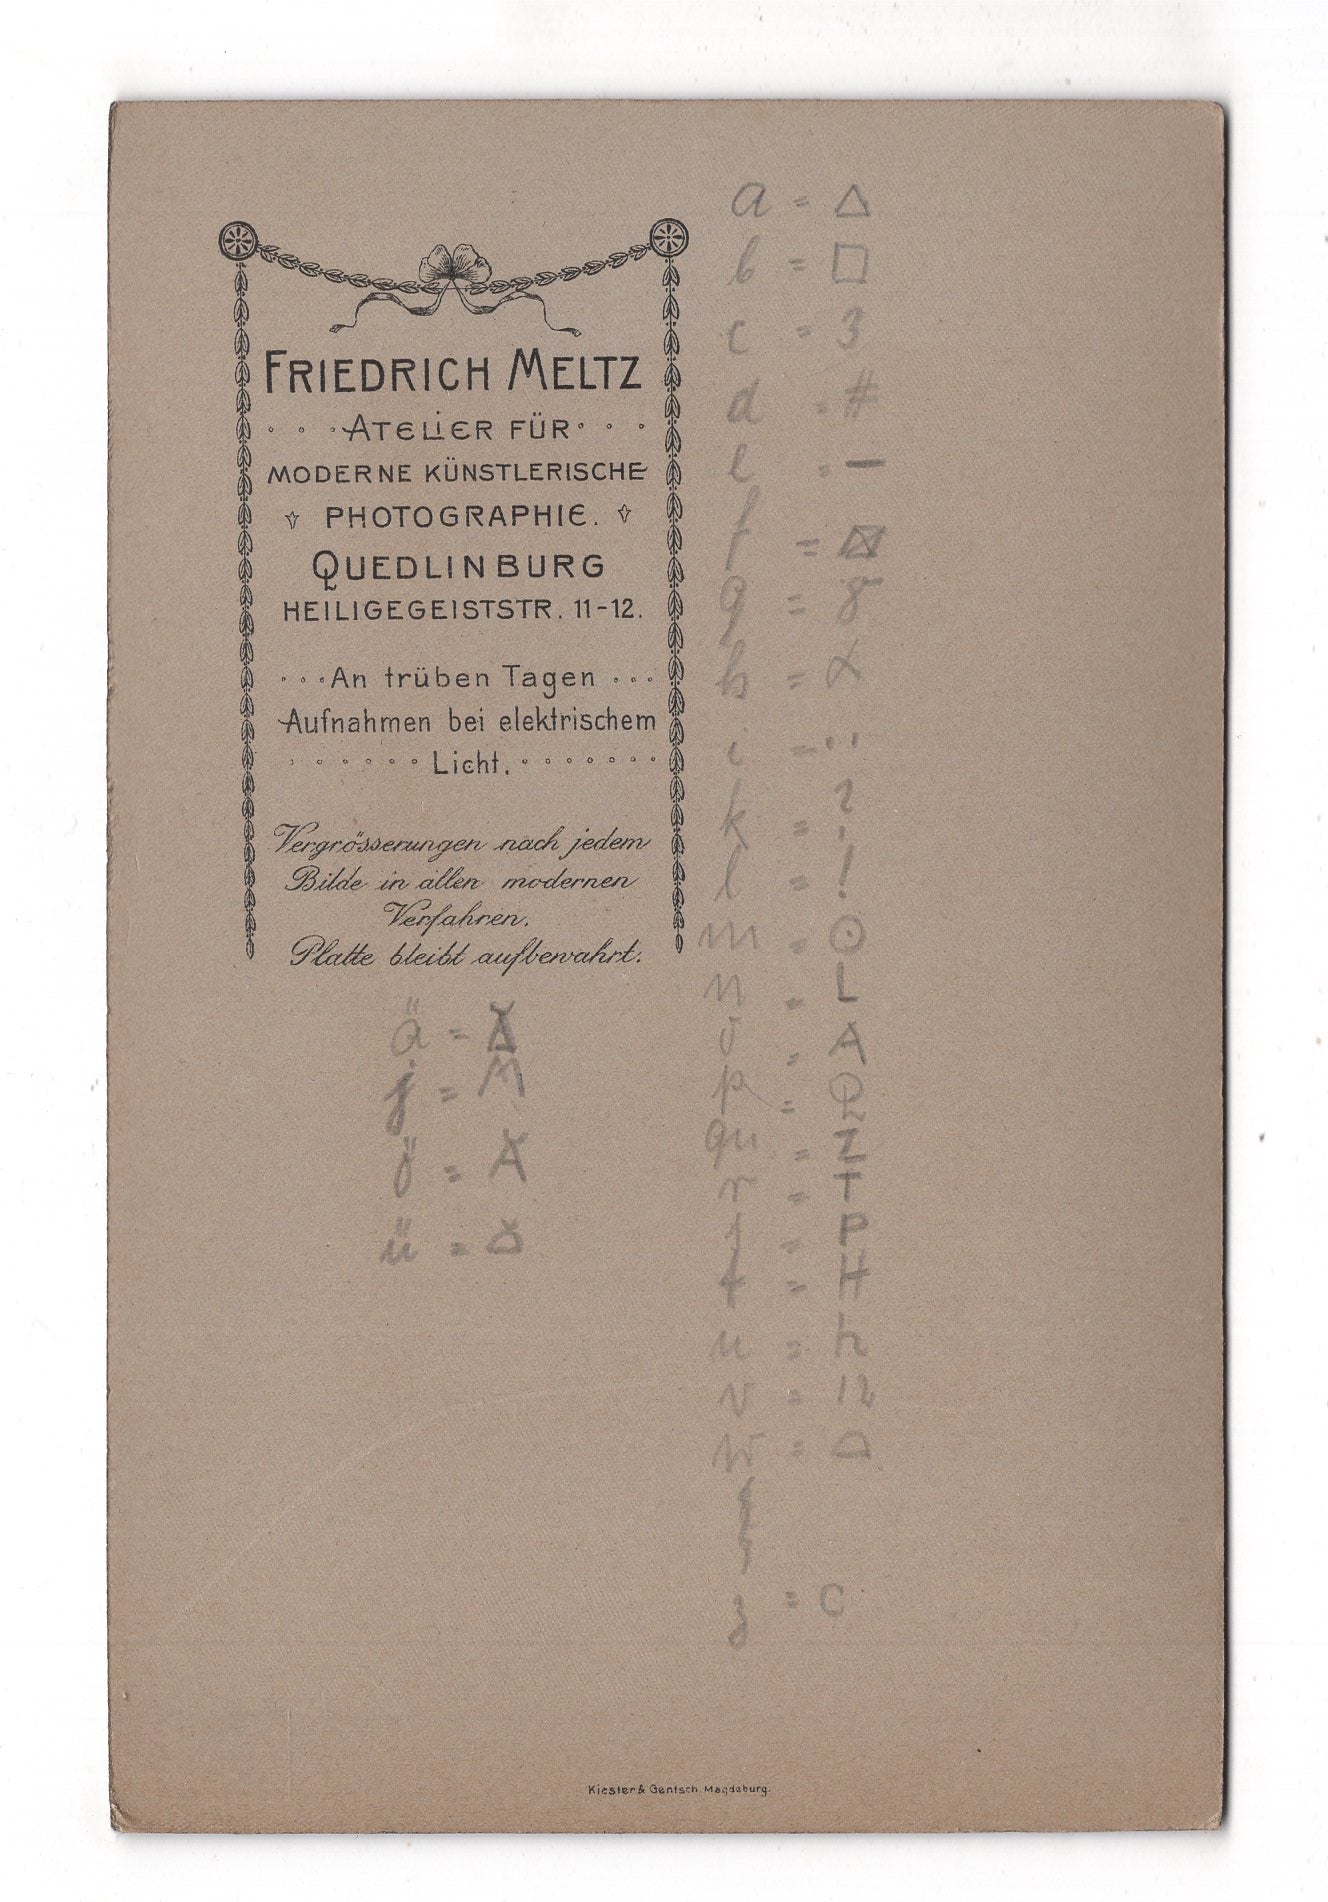 FRIEDRICH MELTZ
ATELIER FÜR
MODERNE KÜNSTLERISCHE
PHOTOGRAPHIE.
QUEDLINBURG
HEILIGEGEISTSTR. 11-12.
An trüben Tagen
Aufnahmen bei elektrischem
Licht.
Vergrösserungen nach jedem
Bilde in allen modernen
Verfahren.
Platte bleibt aufbewahrt.
ä =
j = M
ö = Ӑ
ü =
a = △
b = □
c = 3
d = #
e = —
f = ⊠
g = 8
h = α
i = ''
k = ?
l = !
m = ⊙
n = L
o = A
p =
qu = Z
r = T
s = P
t = H
u = h
v = 12
w = ⌓
x
y
z = C
Kiester & Gentsch, Magdeburg.